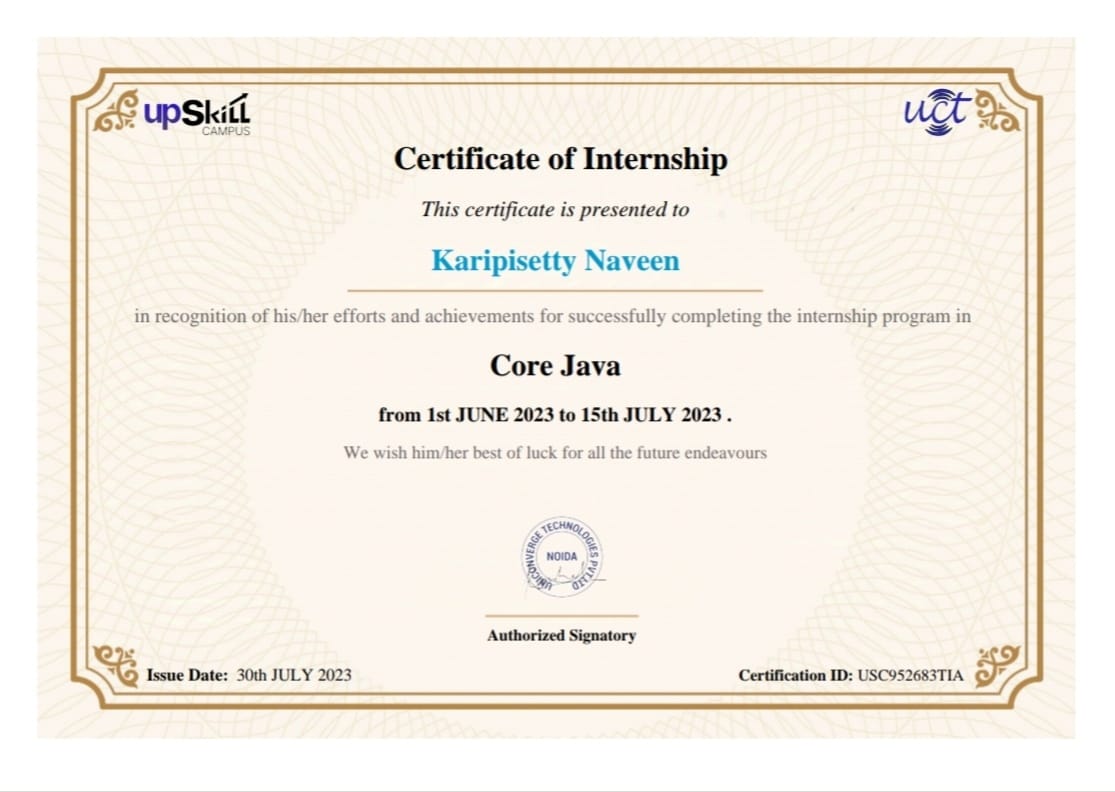 upSkill
CAMPUS
uct
Certificate of Internship
This certificate is presented to
Karipisetty Naveen
in recognition of his/her efforts and achievements for successfully completing the internship program in
Core Java
from 1st JUNE 2023 to 15th JULY 2023 .
We wish him/her best of luck for all the future endeavours
UNICONVERGE TECHNOLOGIES PVT.LTD
NOIDA
Authorized Signatory
Issue Date: 30th JULY 2023
Certification ID: USC952683TIA